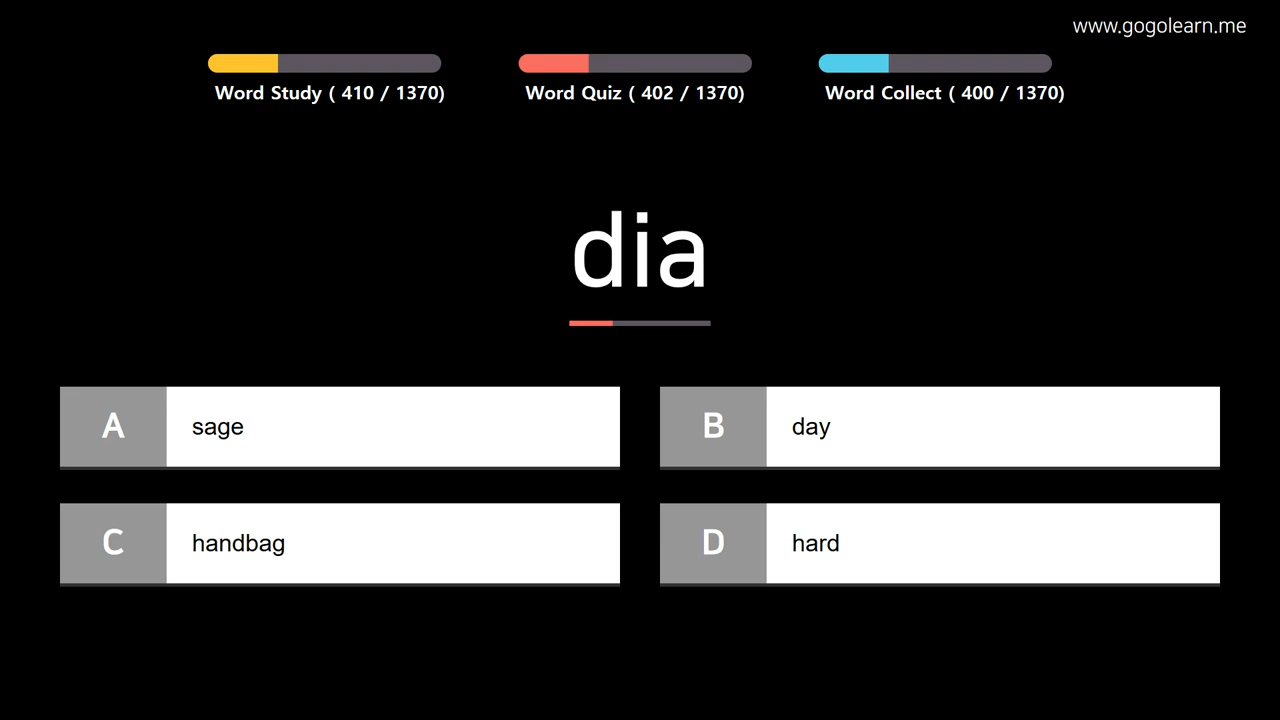 www.gogolearn.me
Word Study ( 410 / 1370)
Word Quiz ( 402 / 1370)
Word Collect ( 400 / 1370)
dia
A sage
B day
C handbag
D hard